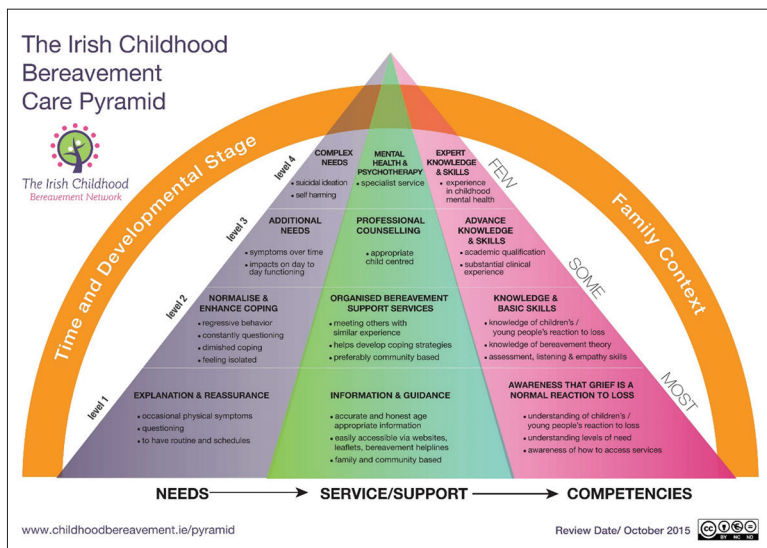 The Irish Childhood
Bereavement
Care Pyramid
The Irish Childhood
Bereavement Network
Time and Developmental Stage
Family Context
level 4
COMPLEX
NEEDS
• suicidal ideation
• self harming
MENTAL
HEALTH &
PSYCHOTHERAPY
• specialist service
EXPERT
KNOWLEDGE
& SKILLS
• experience
in childhood
mental health
FEW
level 3
ADDITIONAL
NEEDS
• symptoms over time
• impacts on day to
day functioning
PROFESSIONAL
COUNSELLING
• appropriate
child centred
ADVANCE
KNOWLEDGE
& SKILLS
• academic qualification
• substantial clinical
experience
SOME
level 2
NORMALISE &
ENHANCE COPING
• regressive behavior
• constantly questioning
• diminished coping
• feeling isolated
ORGANISED BEREAVEMENT
SUPPORT SERVICES
• meeting others with
similar experience
• helps develop coping strategies
• preferably community based
KNOWLEDGE &
BASIC SKILLS
• knowledge of children's /
young people's reaction to loss
• knowledge of bereavement theory
• assessment, listening & empathy skills
MOST
level 1
EXPLANATION & REASSURANCE
• occasional physical symptoms
• questioning
• to have routine and schedules
INFORMATION & GUIDANCE
• accurate and honest age
appropriate information
• easily accessible via websites,
leaflets, bereavement helplines
• family and community based
AWARENESS THAT GRIEF IS A
NORMAL REACTION TO LOSS
• understanding of children's /
young people's reaction to loss
• understanding levels of need
• awareness of how to access services
NEEDS
SERVICE/SUPPORT
COMPETENCIES
www.childhoodbereavement.ie/pyramid
Review Date/ October 2015
cc
BY NC ND